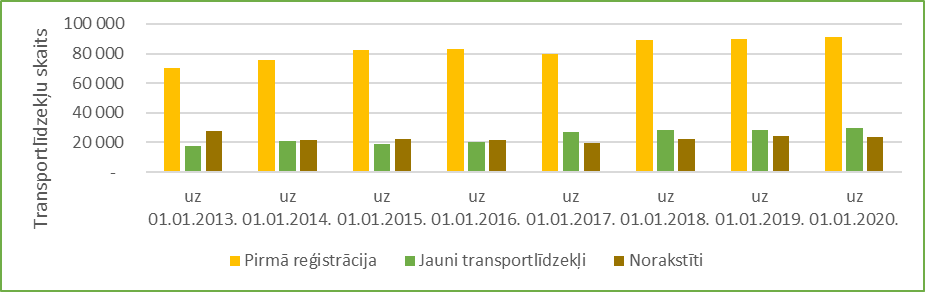 Transportlīdzekļu skaits
100 000
80 000
60 000
40 000
20 000
-
uz 01.01.2013.
uz 01.01.2014.
uz 01.01.2015.
uz 01.01.2016.
uz 01.01.2017.
uz 01.01.2018.
uz 01.01.2019.
uz 01.01.2020.
Pirmā reģistrācija Jauni transportlīdzekļi Norakstīti